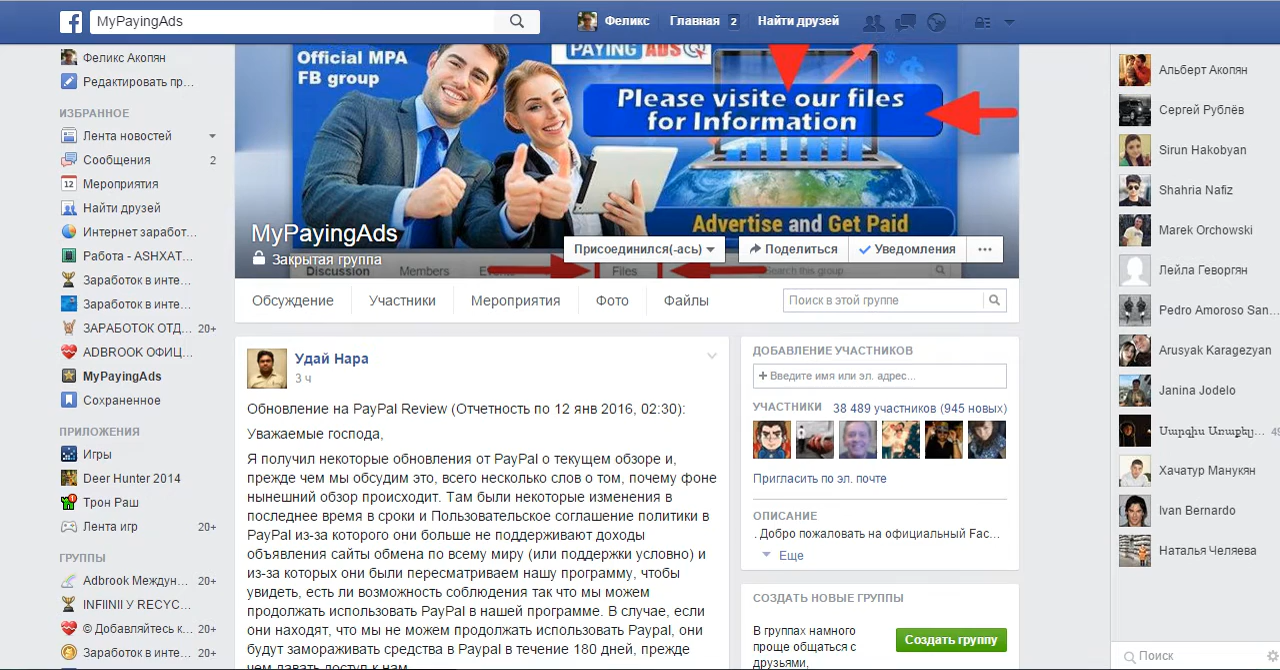 MyPayingAds
Феликс
Главная 2
Найти друзей
Феликс Акопян
Редактировать пр...
ИЗБРАННОЕ
Лента новостей
Сообщения 2
12 Мероприятия
Найти друзей
Интернет заработ...
Работа - ASHXAT...
Заработок в инте...
Заработок в инте...
ЗАРАБОТОК ОТД... 20+
ADBROOK ОФИЦ...
MyPayingAds
Сохраненное
ПРИЛОЖЕНИЯ
Игры
Deer Hunter 2014
Трон Раш
Лента игр 20+
ГРУППЫ
Adbrook Междун... 20+
INFINII У RECYC...
© Добавляйтесь к... 20+
Заработок в инте... 20+
Official MPA
FB group
PAYING ADS
Please visite our files
for Information
Advertise and Get Paid
MyPayingAds
Закрытая группа
Присоединился(-ась)
Поделиться
Уведомления
Discussion Members Files Search this group
Обсуждение
Участники
Мероприятия
Фото
Файлы
Поиск в этой группе
Удай Нара
3 ч
Обновление на PayPal Review (Отчетность по 12 янв 2016, 02:30):
Уважаемые господа,
Я получил некоторые обновления от PayPal о текущем обзоре и,
прежде чем мы обсудим это, всего несколько слов о том, почему фоне
нынешний обзор происходит. Там были некоторые изменения в
последнее время в сроки и пользовательское соглашение политики в
PayPal из-за которого они больше не поддерживают доходы
объявления сайты обмена по всему миру (или поддержки условно) и
из-за которых они были пересматриваем нашу программу, чтобы
увидеть, есть ли возможность соблюдения так что мы можем
продолжать использовать PayPal в нашей программе. В случае, если
они находят, что мы не можем продолжать использовать Paypal, они
будут замораживать средства в Paypal в течение 180 дней, прежде
чем давать доступ к нам
ДОБАВЛЕНИЕ УЧАСТНИКОВ
+ Введите имя или эл. адрес...
УЧАСТНИКИ 38 489 участников (945 новых)
Пригласить по эл. почте
ОПИСАНИЕ
. Добро пожаловать на официальный Fac...
Еще
СОЗДАТЬ НОВЫЕ ГРУППЫ
В группах намного
проще общаться с
друзьями,
Создать группу
Альберт Акопян
Сергей Рублёв
Sirun Hakobyan
Shahria Nafiz
Marek Orchowski
Лейла Геворгян
Pedro Amoroso San...
Arusyak Karagezyan
Janina Jodelo
Սարգիս Առաքել...
Хачатур Манукян
Ivan Bernardo
Наталья Челяева
Поиск